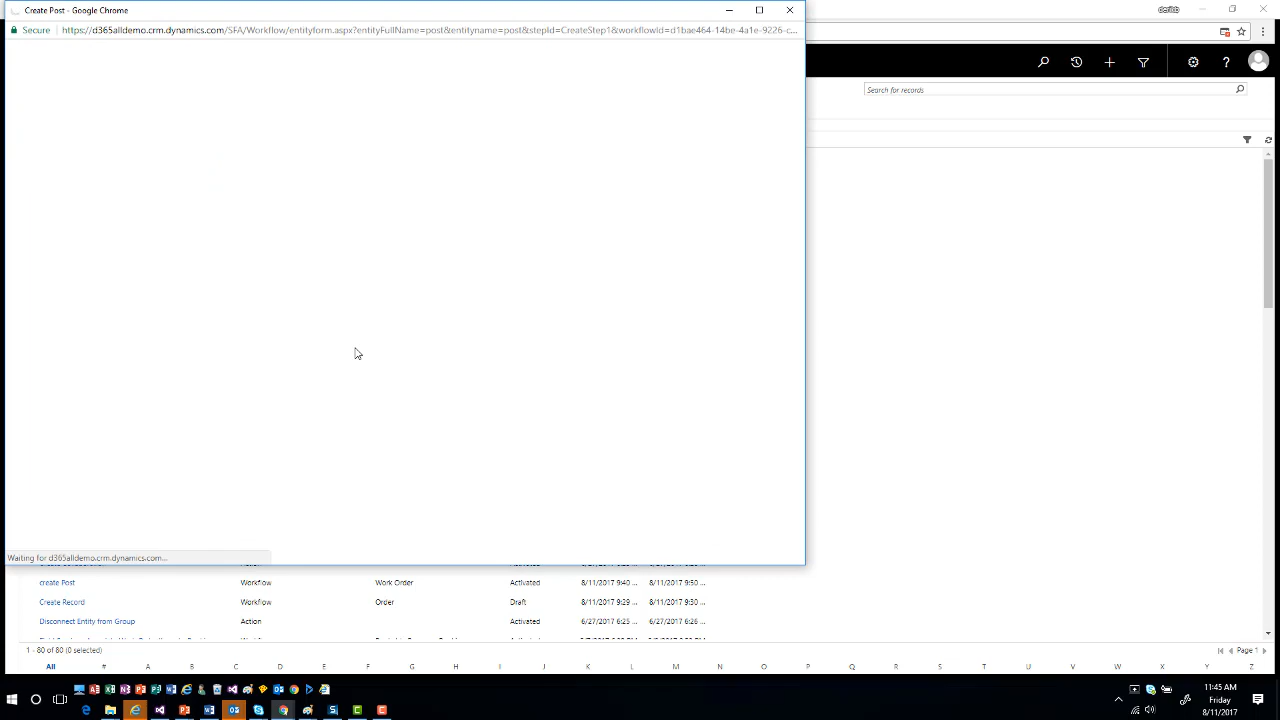 Create Post - Google Chrome
Secure | https://d365alldemo.crm.dynamics.com/SFA/Workflow/entityform.aspx?entityFullName=post&entityname=post&stepId=CreateStep1&workflowId=d1bae464-14be-4a1e-9226-c...
Search for records
Waiting for d365alldemo.crm.dynamics.com...
create Post Workflow Work Order Activated 8/11/2017 9:40 ... 8/11/2017 9:30 ...
Create Record Workflow Order Draft 8/11/2017 9:29 ... 8/11/2017 9:30 ...
Disconnect Entity from Group Action Activated 6/27/2017 6:25 ... 6/27/2017 6:26 ...
1 - 80 of 80 (0 selected) Page 1
All # A B C D E F G H I J K L M N O P Q R S T U V W X Y Z
11:45 AM
Friday
8/11/2017